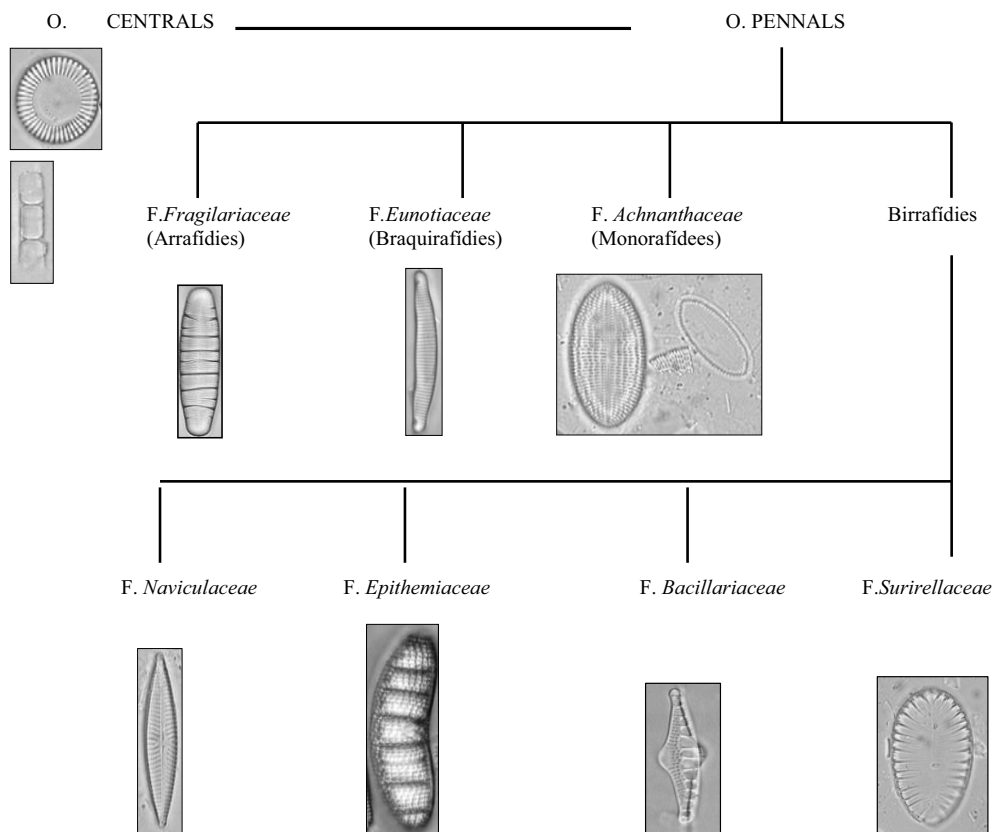 O. CENTRALS O. PENNALS
F.Fragilariaceae
(Arrafídies)
F.Eunotiaceae
(Braquirafídies)
F. Achnanthaceae
(Monorafídees)
Birrafídies
F. Naviculaceae
F. Epithemiaceae
F. Bacillariaceae
F.Surirellaceae